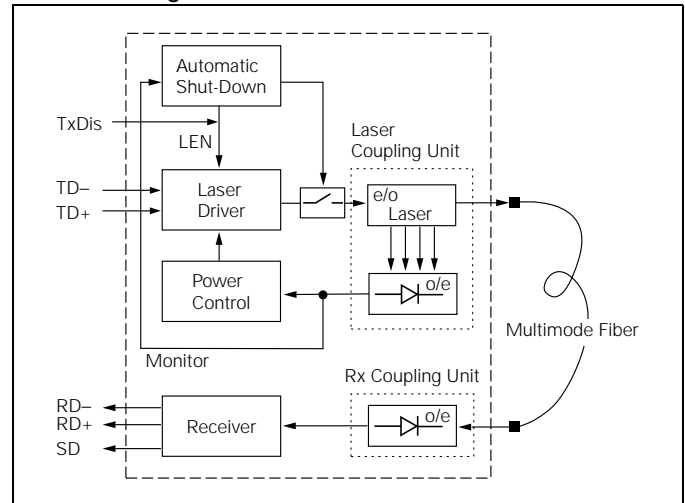 Automatic
Shut-Down
TxDis
LEN
Laser
Coupling Unit
TD−
TD+
Laser
Driver
e/o
Laser
o/e
Power
Control
Multimode Fiber
Monitor
Rx Coupling Unit
RD−
RD+
SD
Receiver
o/e